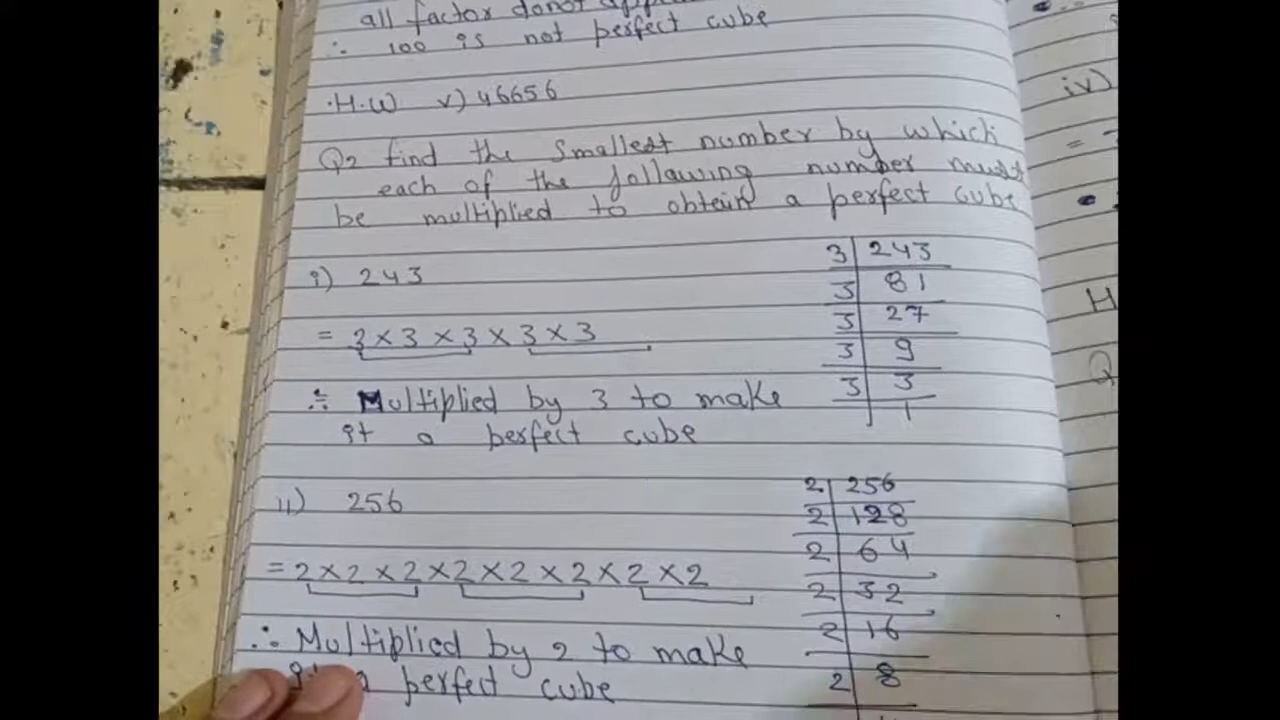 all factor donot
∴ 100 is not perfect cube
.H.W v) 46656
Q2 find the smallest number by which
each of the following number must
be multiplied to obtain a perfect cube
i) 243
= 3 × 3 × 3 × 3 × 3
∴ Multiplied by 3 to make
it a perfect cube
3 | 243
3 | 81
3 | 27
3 | 9
3 | 3
| 1
ii) 256
= 2 × 2 × 2 × 2 × 2 × 2 × 2 × 2
∴ Multiplied by 2 to make
a perfect cube
2 | 256
2 | 128
2 | 64
2 | 32
2 | 16
2 | 8
iv)
=
H
Q